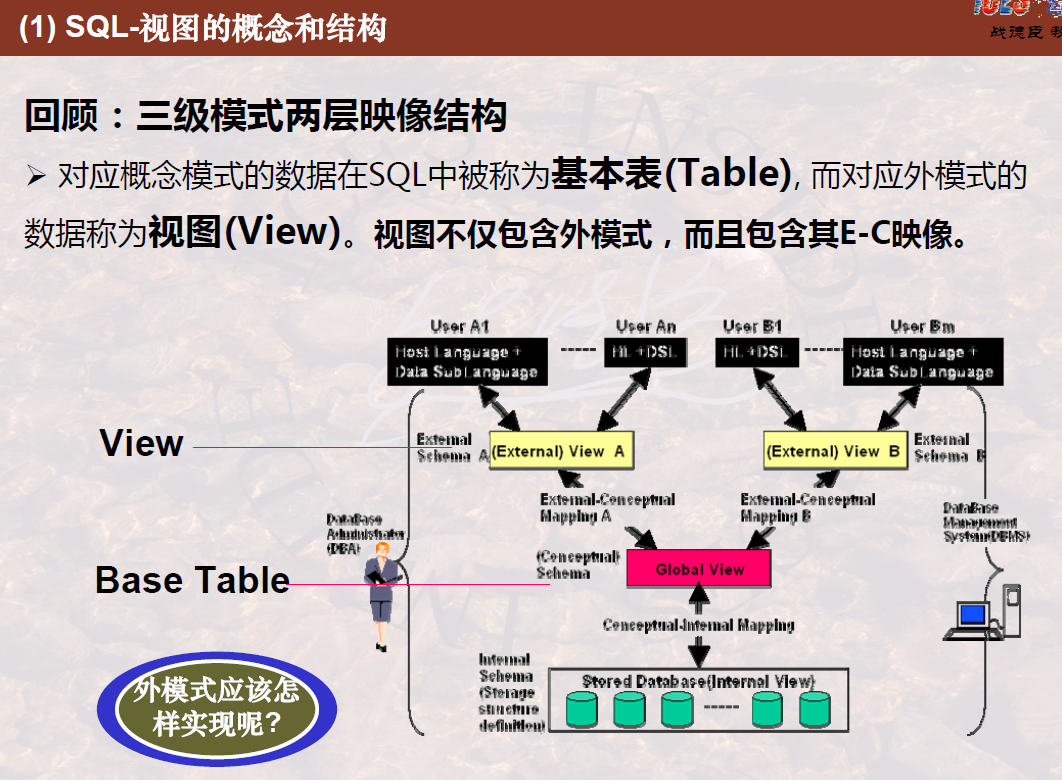 (1) SQL-视图的概念和结构
战德臣
回顾：三级模式两层映像结构
➢ 对应概念模式的数据在SQL中被称为基本表(Table), 而对应外模式的
数据称为视图(View)。视图不仅包含外模式，而且包含其E-C映像。
User A1
User An
User B1
User Bm
Host Language +
Data SubLanguage
HL +DSL
HL +DSL
Host Language +
Data SubLanguage
View
External
Schema A
(External) View A
(External) View B
External
Schema B
External-Conceptual
Mapping A
External-Conceptual
Mapping B
DataBase
Administrator
(DBA)
DataBase
Management
System(DBMS)
Base Table
(Conceptual)
Schema
Global View
Conceptual-Internal Mapping
外模式应该怎
样实现呢?
Internal
Schema
(Storage
structure
definition)
Stored Database(Internal View)